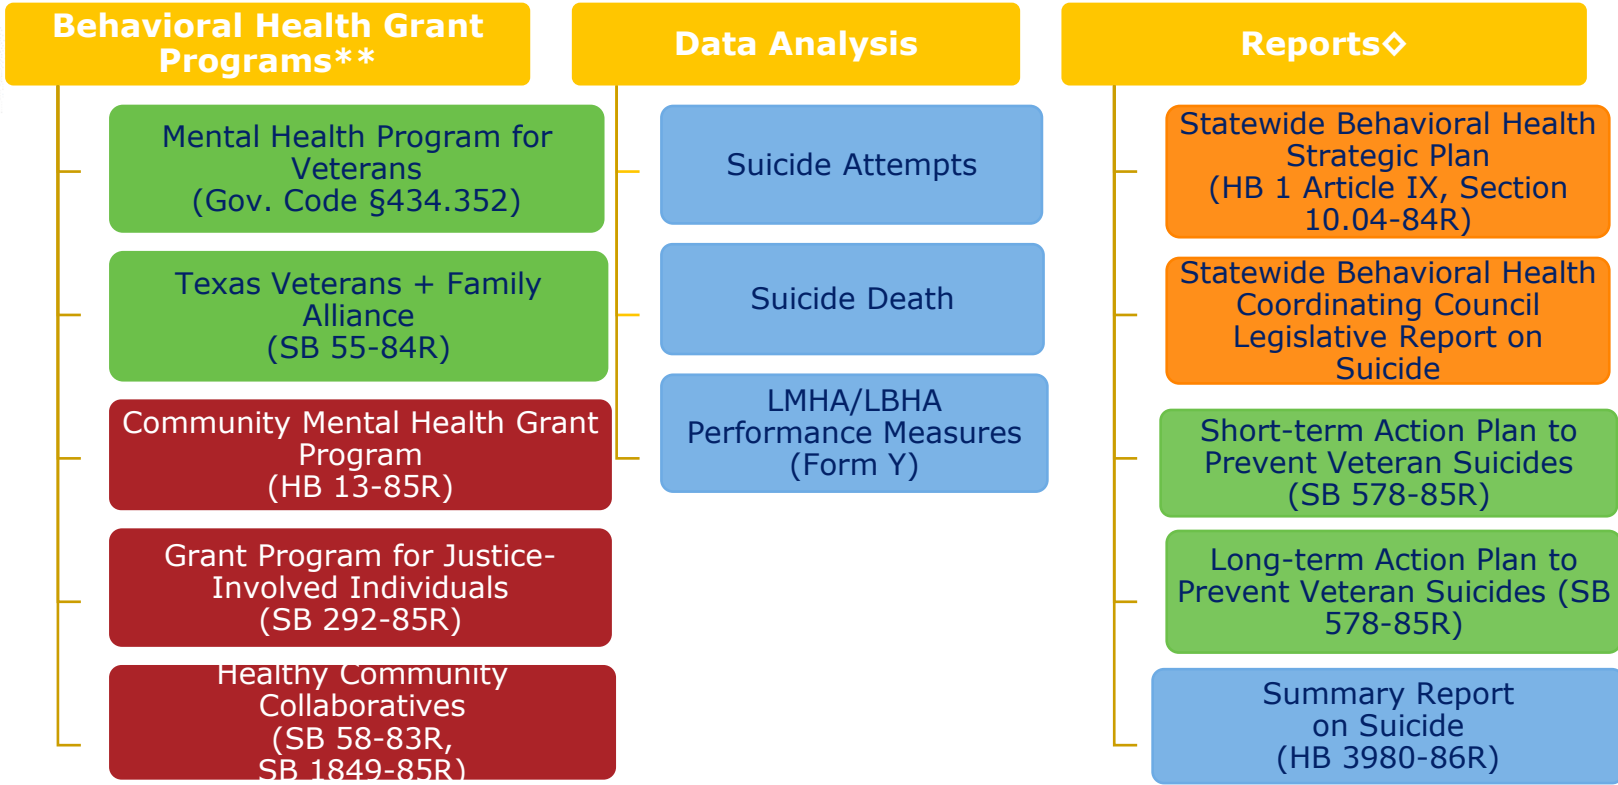 Behavioral Health Grant
Programs**
Mental Health Program for
Veterans
(Gov. Code §434.352)
Texas Veterans + Family
Alliance
(SB 55-84R)
Community Mental Health Grant
Program
(HB 13-85R)
Grant Program for Justice-
Involved Individuals
(SB 292-85R)
Healthy Community
Collaboratives
(SB 58-83R,
SB 1849-85R)
Data Analysis
Suicide Attempts
Suicide Death
LMHA/LBHA
Performance Measures
(Form Y)
Reports◇
Statewide Behavioral Health
Strategic Plan
(HB 1 Article IX, Section
10.04-84R)
Statewide Behavioral Health
Coordinating Council
Legislative Report on
Suicide
Short-term Action Plan to
Prevent Veteran Suicides
(SB 578-85R)
Long-term Action Plan to
Prevent Veteran Suicides (SB
578-85R)
Summary Report
on Suicide
(HB 3980-86R)